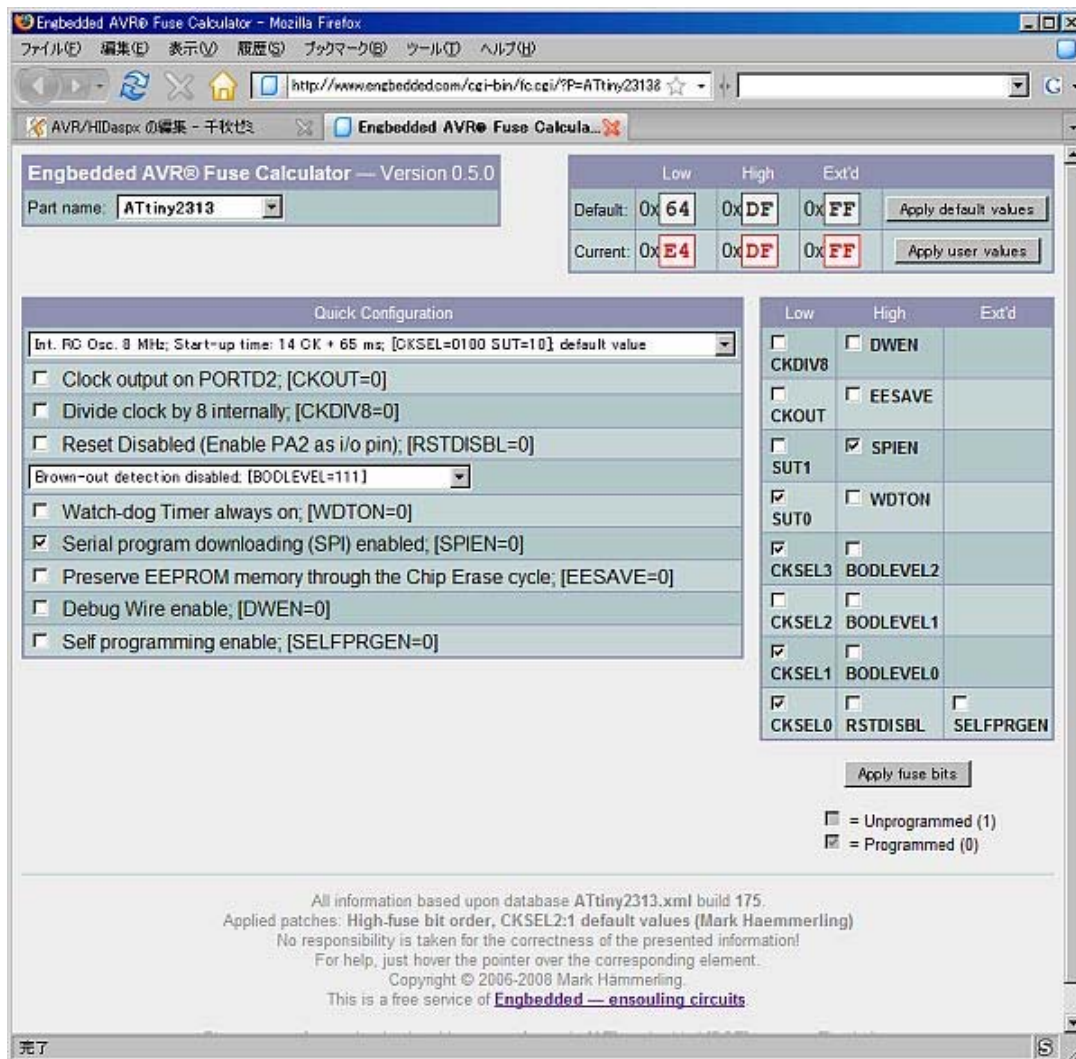 Engbedded AVR® Fuse Calculator - Mozilla Firefox
ファイル(F) 編集(E) 表示(V) 履歴(S) ブックマーク(B) ツール(T) ヘルプ(H)
http://www.engbedded.com/cgi-bin/fc.cgi/?P=ATtiny2313&
AVR/HIDaspx の編集 - 千秋ゼミ
Engbedded AVR® Fuse Calcula...
Engbedded AVR® Fuse Calculator — Version 0.5.0
Part name: ATtiny2313
Low High Ext'd
Default: 0x 64 0x DF 0x FF Apply default values
Current: 0x E4 0x DF 0x FF Apply user values
Quick Configuration
Int. RC Osc. 8 MHz; Start-up time: 14 CK + 65 ms; [CKSEL=0100 SUT=10]; default value
Clock output on PORTD2; [CKOUT=0]
Divide clock by 8 internally; [CKDIV8=0]
Reset Disabled (Enable PA2 as i/o pin); [RSTDISBL=0]
Brown-out detection disabled; [BODLEVEL=111]
Watch-dog Timer always on; [WDTON=0]
Serial program downloading (SPI) enabled; [SPIEN=0]
Preserve EEPROM memory through the Chip Erase cycle; [EESAVE=0]
Debug Wire enable; [DWEN=0]
Self programming enable; [SELFPRGEN=0]
Low High Ext'd
CKDIV8 DWEN
CKOUT EESAVE
SUT1 SPIEN
SUT0 WDTON
CKSEL3 BODLEVEL2
CKSEL2 BODLEVEL1
CKSEL1 BODLEVEL0
CKSEL0 RSTDISBL SELFPRGEN
Apply fuse bits
= Unprogrammed (1)
= Programmed (0)
All information based upon database ATtiny2313.xml build 175.
Applied patches: High-fuse bit order, CKSEL2:1 default values (Mark Haemmerling)
No responsibility is taken for the correctness of the presented information!
For help, just hover the pointer over the corresponding element.
Copyright © 2006-2008 Mark Hämmerling.
This is a free service of Engbedded — ensouling circuits
完了